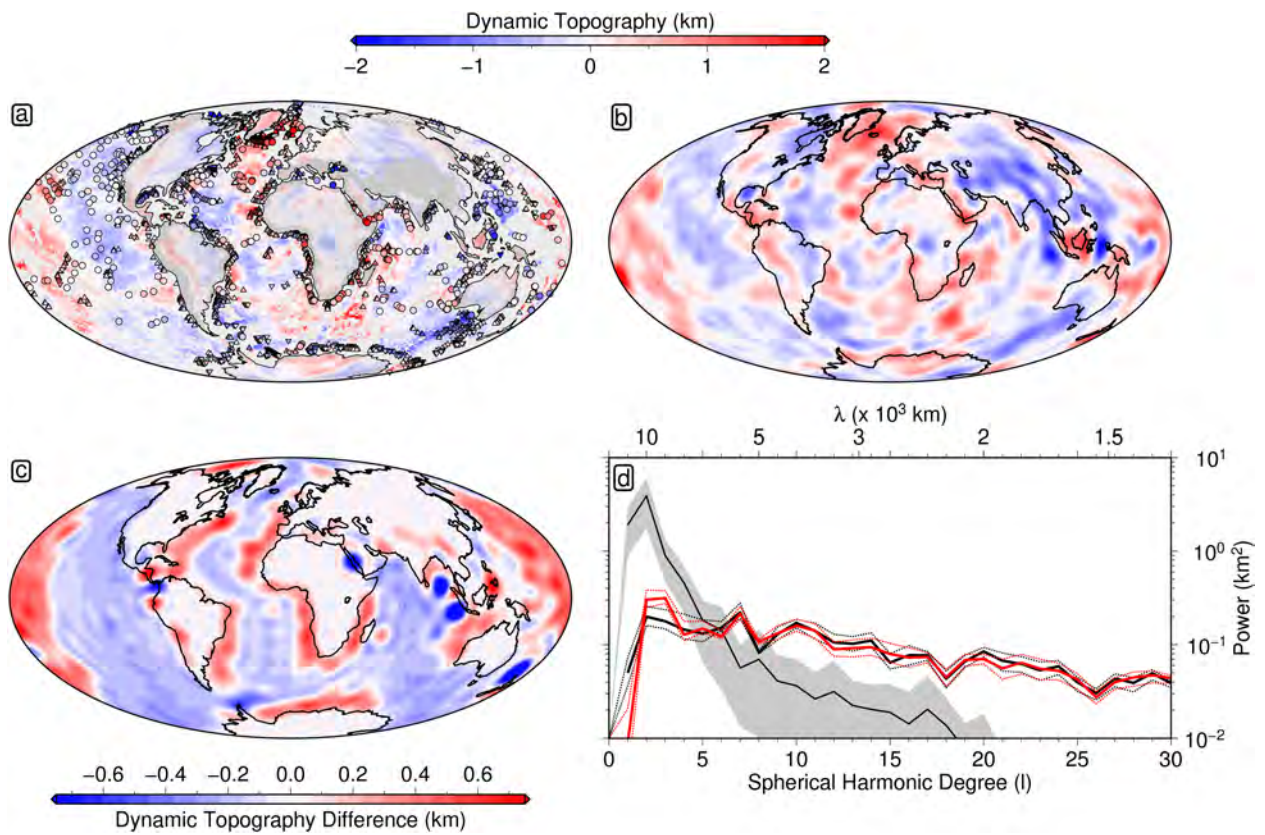 Dynamic Topography (km)
−2 −1 0 1 2
a
b
c
−0.6 −0.4 −0.2 0.0 0.2 0.4 0.6
Dynamic Topography Difference (km)
λ (x 10³ km)
10 5 3 2 1.5
d
10¹
10⁰
10⁻¹
10⁻²
Power (km²)
0 5 10 15 20 25 30
Spherical Harmonic Degree (l)